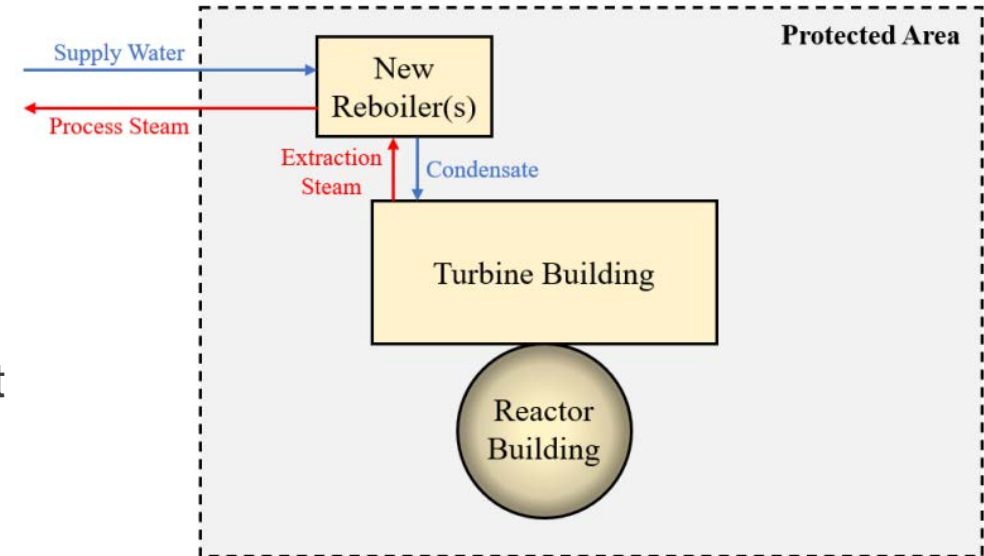 Protected Area
Supply Water
New
Reboiler(s)
Process Steam
Extraction
Steam
Condensate
Turbine Building
t
Reactor
Building